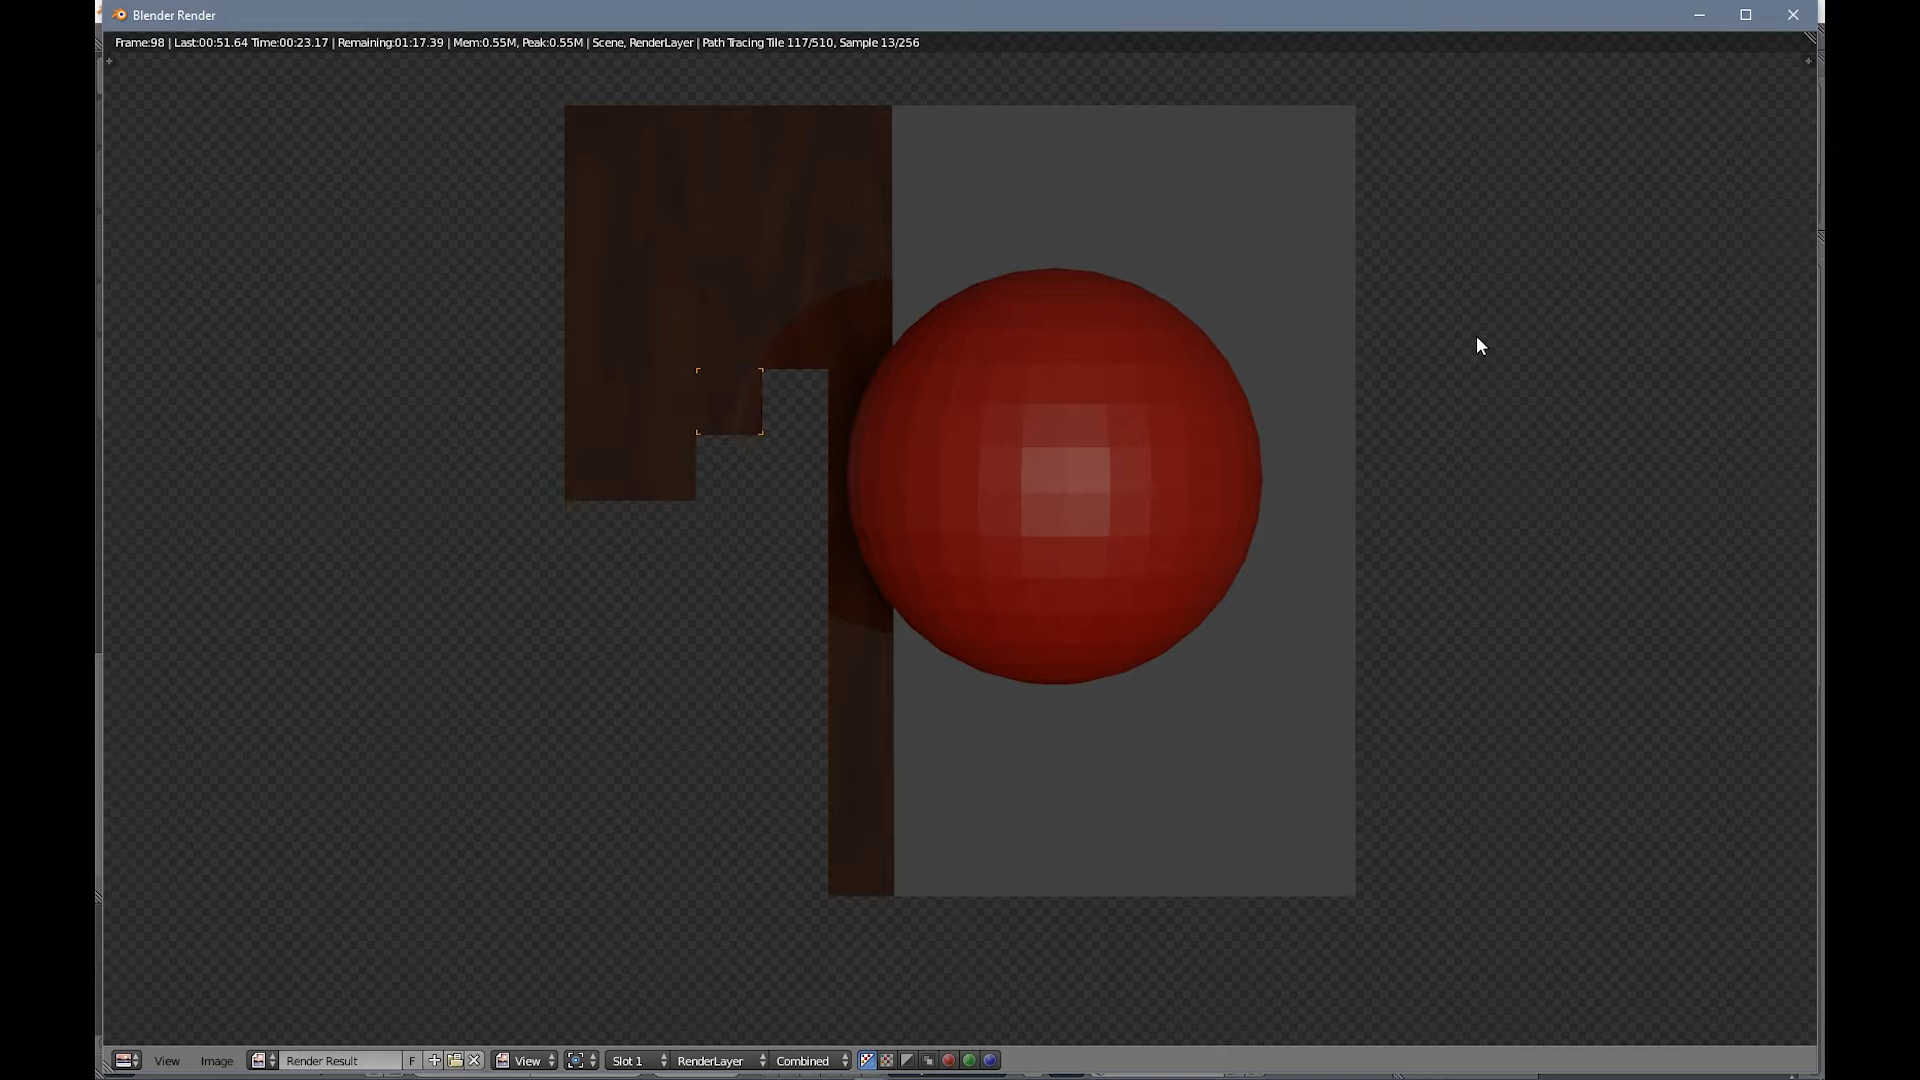 Blender Render
Frame:98 | Last:00:51.64 Time:00:23.17 | Remaining:01:17.39 | Mem:0.55M, Peak:0.55M | Scene, RenderLayer | Path Tracing Tile 117/510, Sample 13/256
View Image Render Result F View Slot 1 RenderLayer Combined